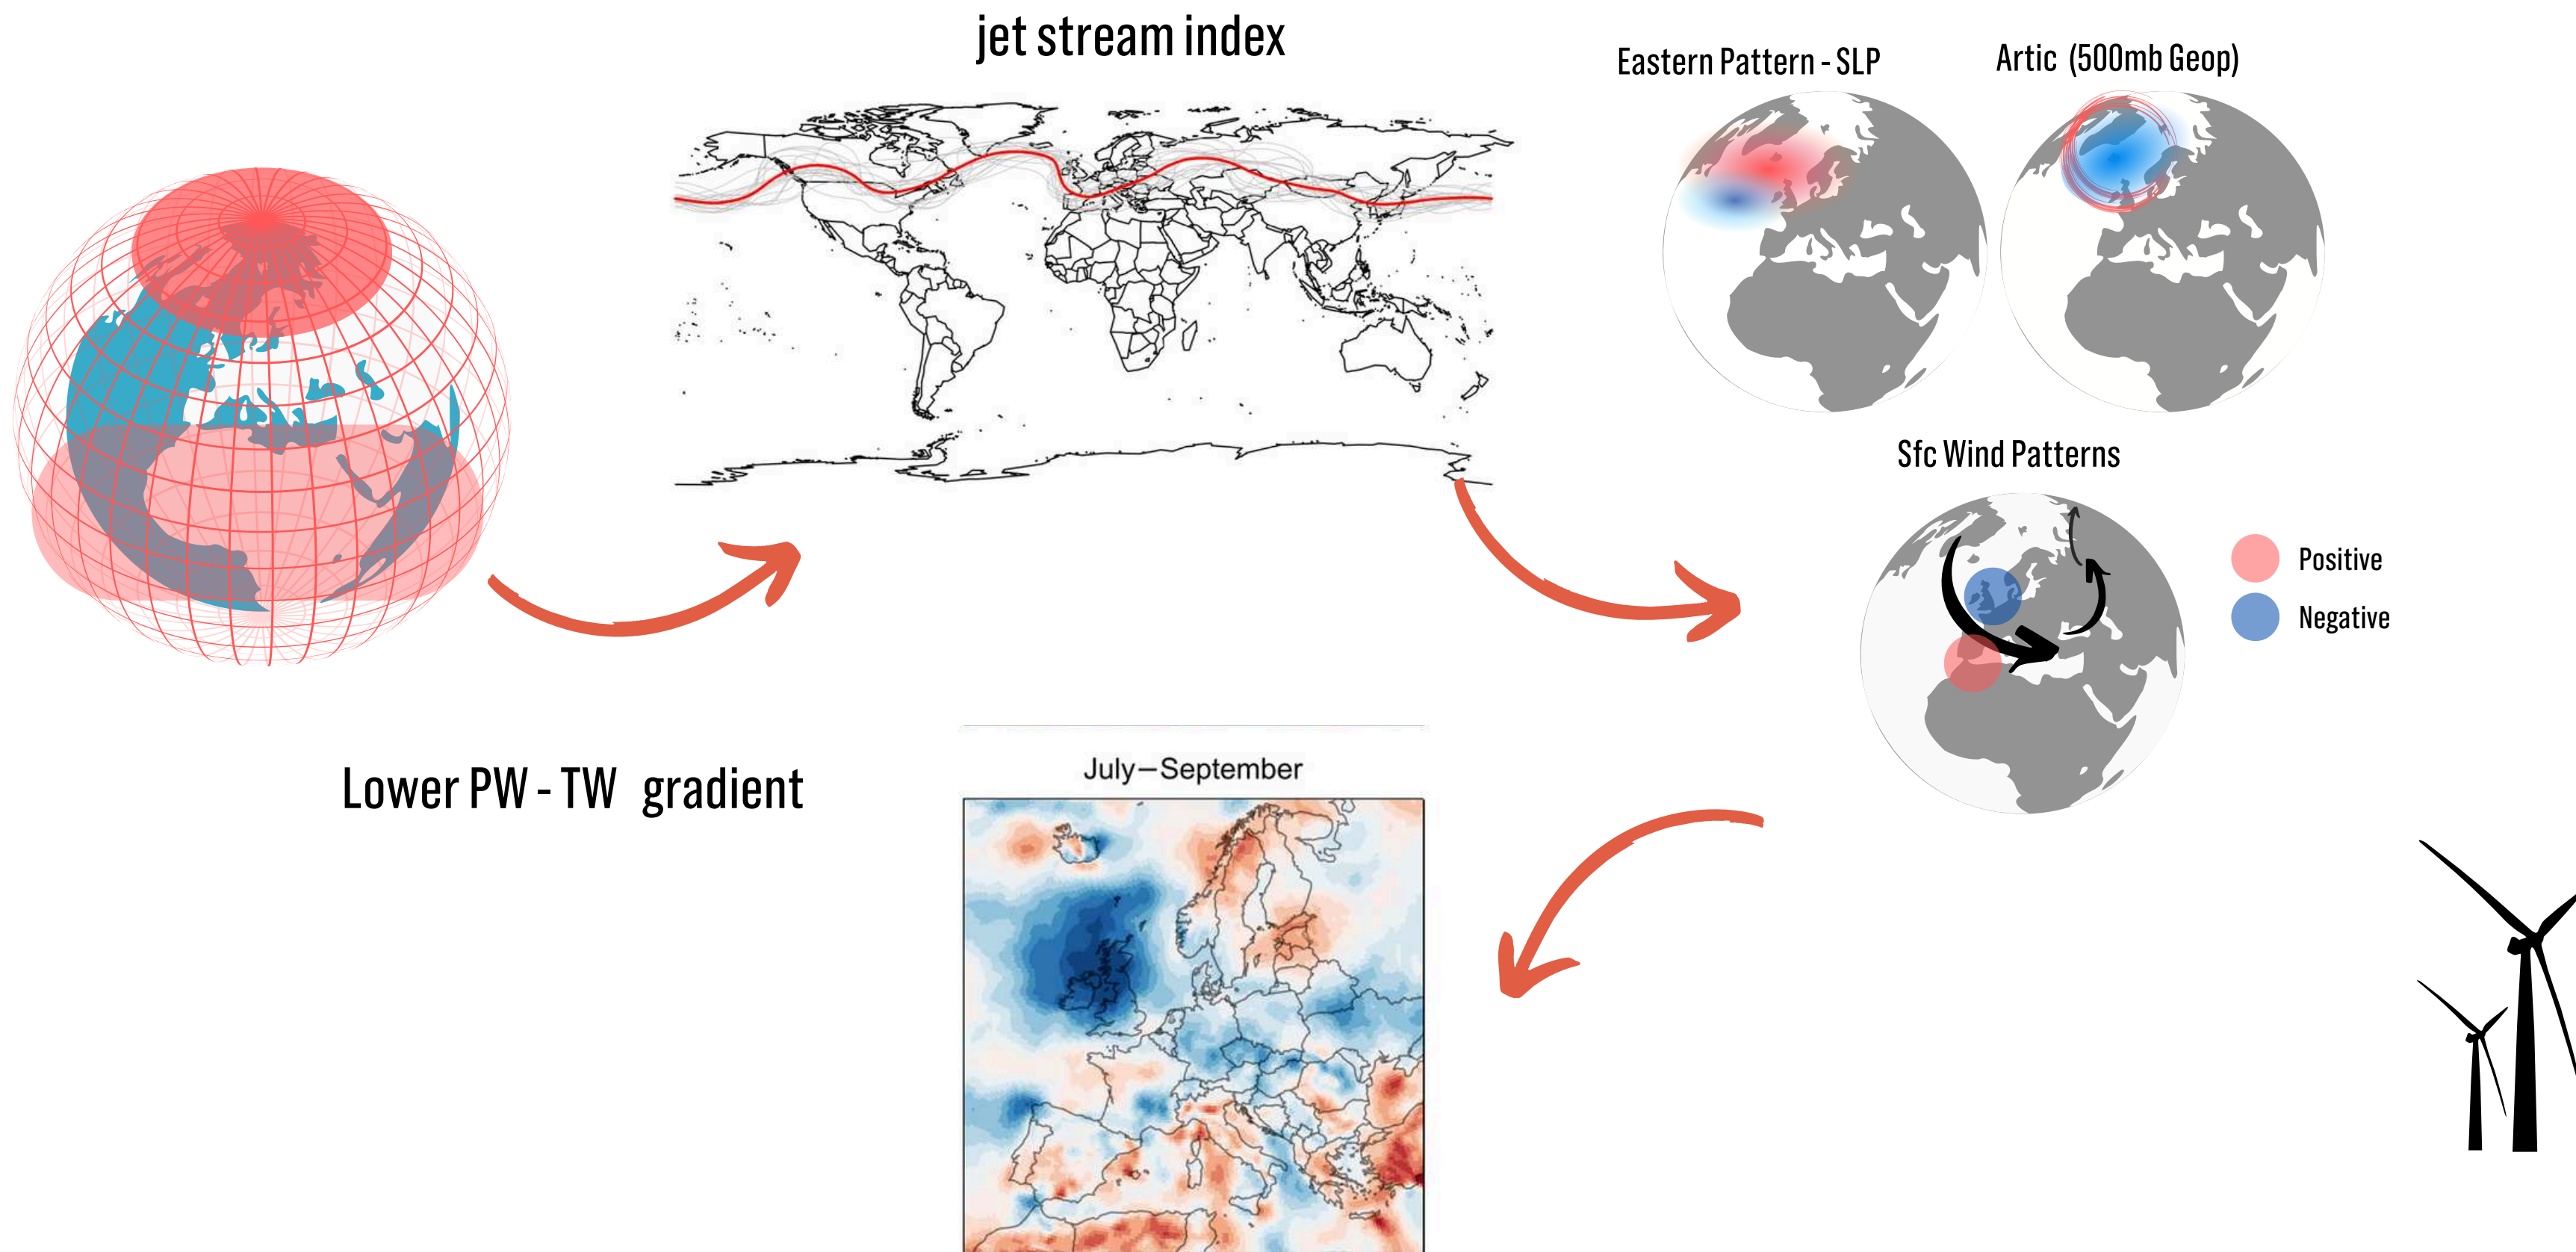 jet stream index
Eastern Pattern - SLP
Artic (500mb Geop)
Sfc Wind Patterns
Positive
Negative
Lower PW - TW gradient
July–September